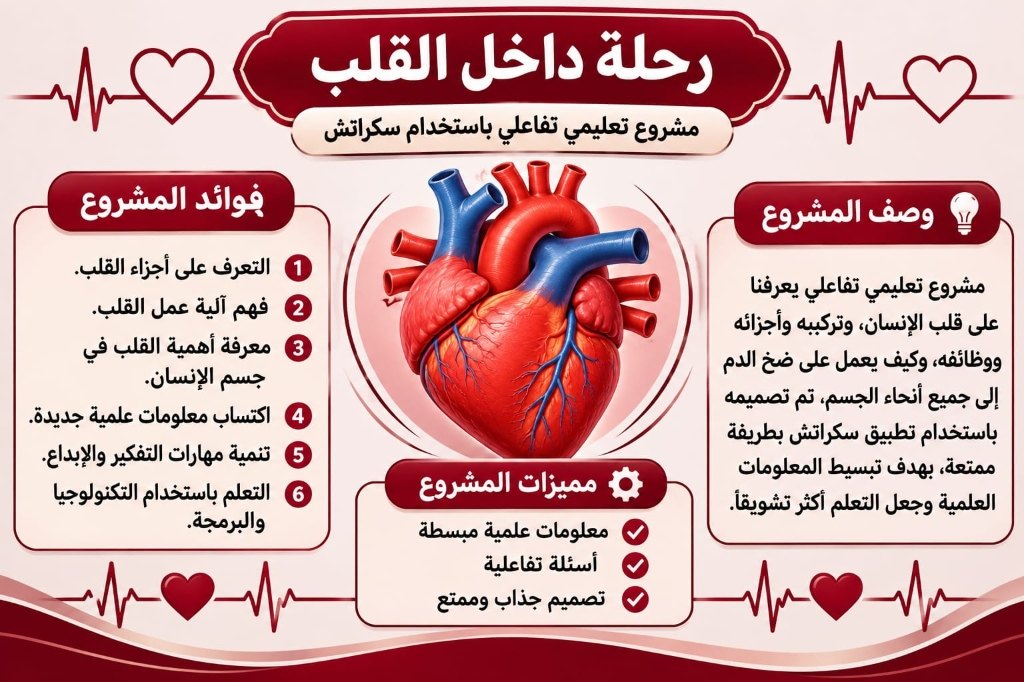 رحلة داخل القلب
مشروع تعليمي تفاعلي باستخدام سكراتش
وصف المشروع
مشروع تعليمي تفاعلي يعرفنا
على قلب الإنسان، وتركيبه وأجزائه
ووظائفه، وكيف يعمل على ضخ الدم
إلى جميع أنحاء الجسم، تم تصميمه
باستخدام تطبيق سكراتش بطريقة
ممتعة، بهدف تبسيط المعلومات
العلمية وجعل التعلم أكثر تشويقاً.
فوائد المشروع
1 التعرف على أجزاء القلب.
2 فهم آلية عمل القلب.
3 معرفة أهمية القلب في
جسم الإنسان.
4 اكتساب معلومات علمية جديدة.
5 تنمية مهارات التفكير والإبداع.
6 التعلم باستخدام التكنولوجيا
والبرمجة.
مميزات المشروع
معلومات علمية مبسطة
أسئلة تفاعلية
تصميم جذاب وممتع